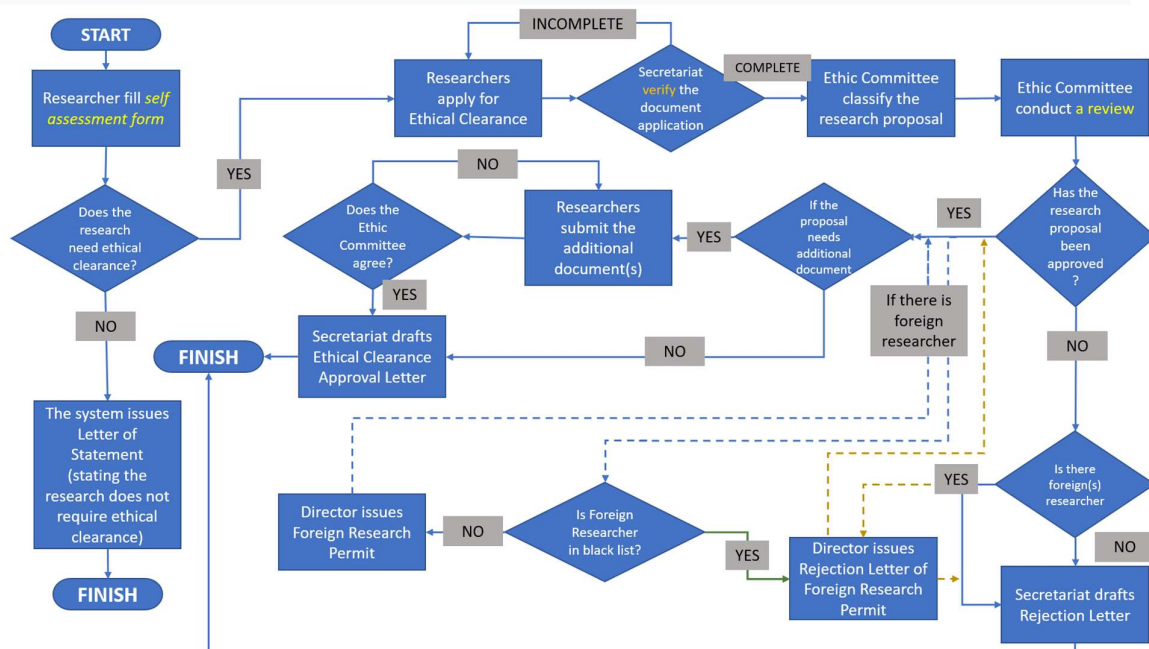 START
Researcher fill self
assessment form
Does the
research
need ethical
clearance?
YES
NO
The system issues
Letter of
Statement
(stating the
research does not
require ethical
clearance)
FINISH
INCOMPLETE
Researchers
apply for
Ethical Clearance
Secretariat
verify the
document
application
COMPLETE
Ethic Committee
classify the
research proposal
Ethic Committee
conduct a review
Has the
research
proposal
been
approved
?
YES
If the
proposal
needs
additional
document
YES
Researchers
submit the
additional
document(s)
NO
Does the
Ethic
Committee
agree?
YES
Secretariat drafts
Ethical Clearance
Approval Letter
FINISH
NO
If there is
foreign
researcher
NO
Is there
foreign(s)
researcher
YES
NO
Director issues
Foreign Research
Permit
NO
Is Foreign
Researcher
in black list?
YES
Director issues
Rejection Letter of
Foreign Research
Permit
Secretariat drafts
Rejection Letter